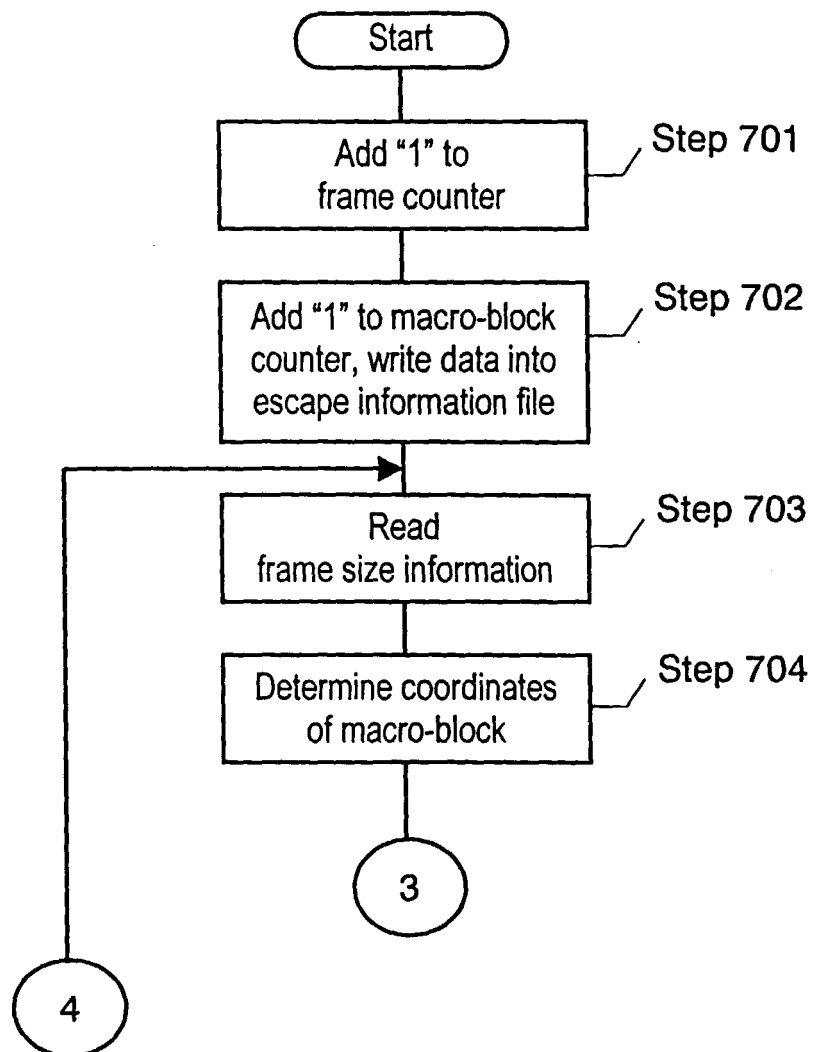 Start
Add “1” to
frame counter
Step 701
Add “1” to macro-block
counter, write data into
escape information file
Step 702
Read
frame size information
Step 703
Determine coordinates
of macro-block
Step 704
3
4